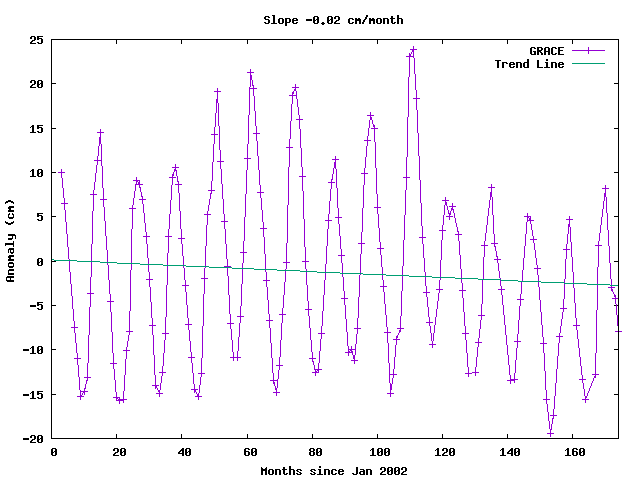 Slope -0.02 cm/month
GRACE
Trend Line
25
20
15
10
5
0
-5
-10
-15
-20
Anomaly (cm)
0 20 40 60 80 100 120 140 160
Months since Jan 2002